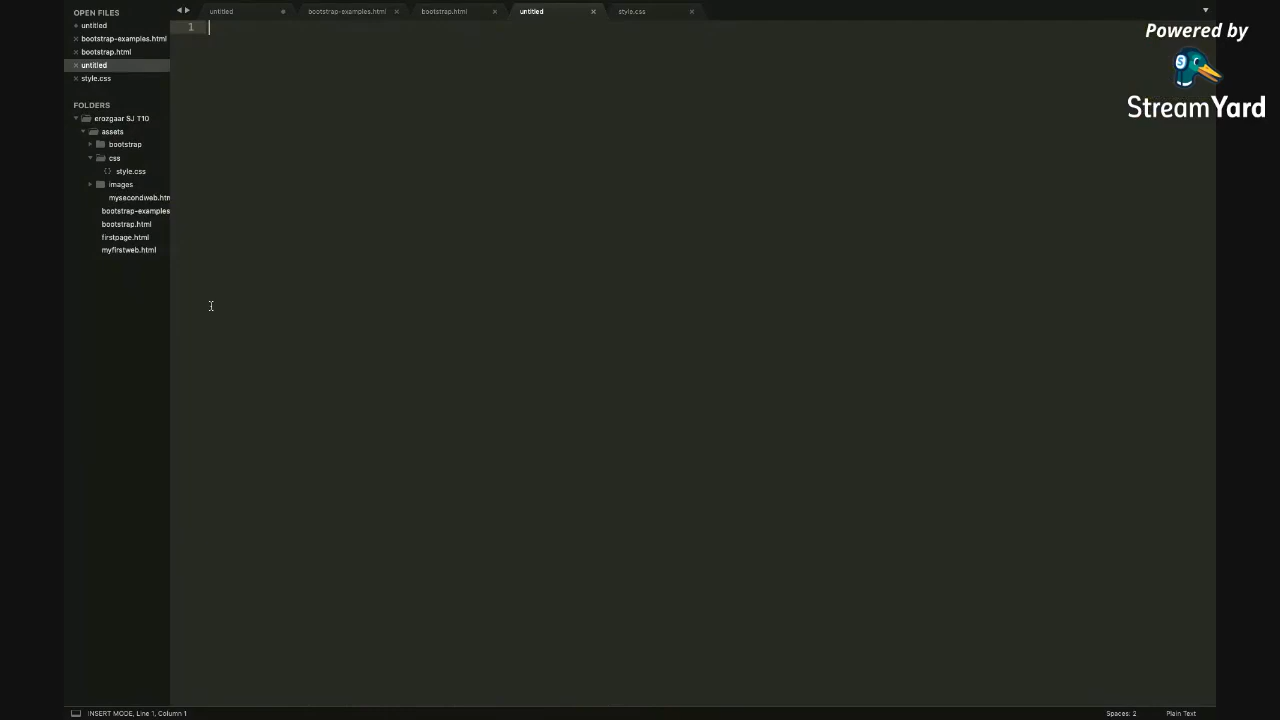 OPEN FILES
untitled
bootstrap-examples.html
bootstrap.html
untitled
style.css
FOLDERS
erozgaar SJ T10
assets
bootstrap
css
style.css
images
mysecondweb.htm
bootstrap-examples
bootstrap.html
firstpage.html
myfirstweb.html
untitled
bootstrap-examples.html
bootstrap.html
untitled
style.css
1
Powered by
StreamYard
INSERT MODE, Line 1, Column 1
Spaces: 2
Plain Text